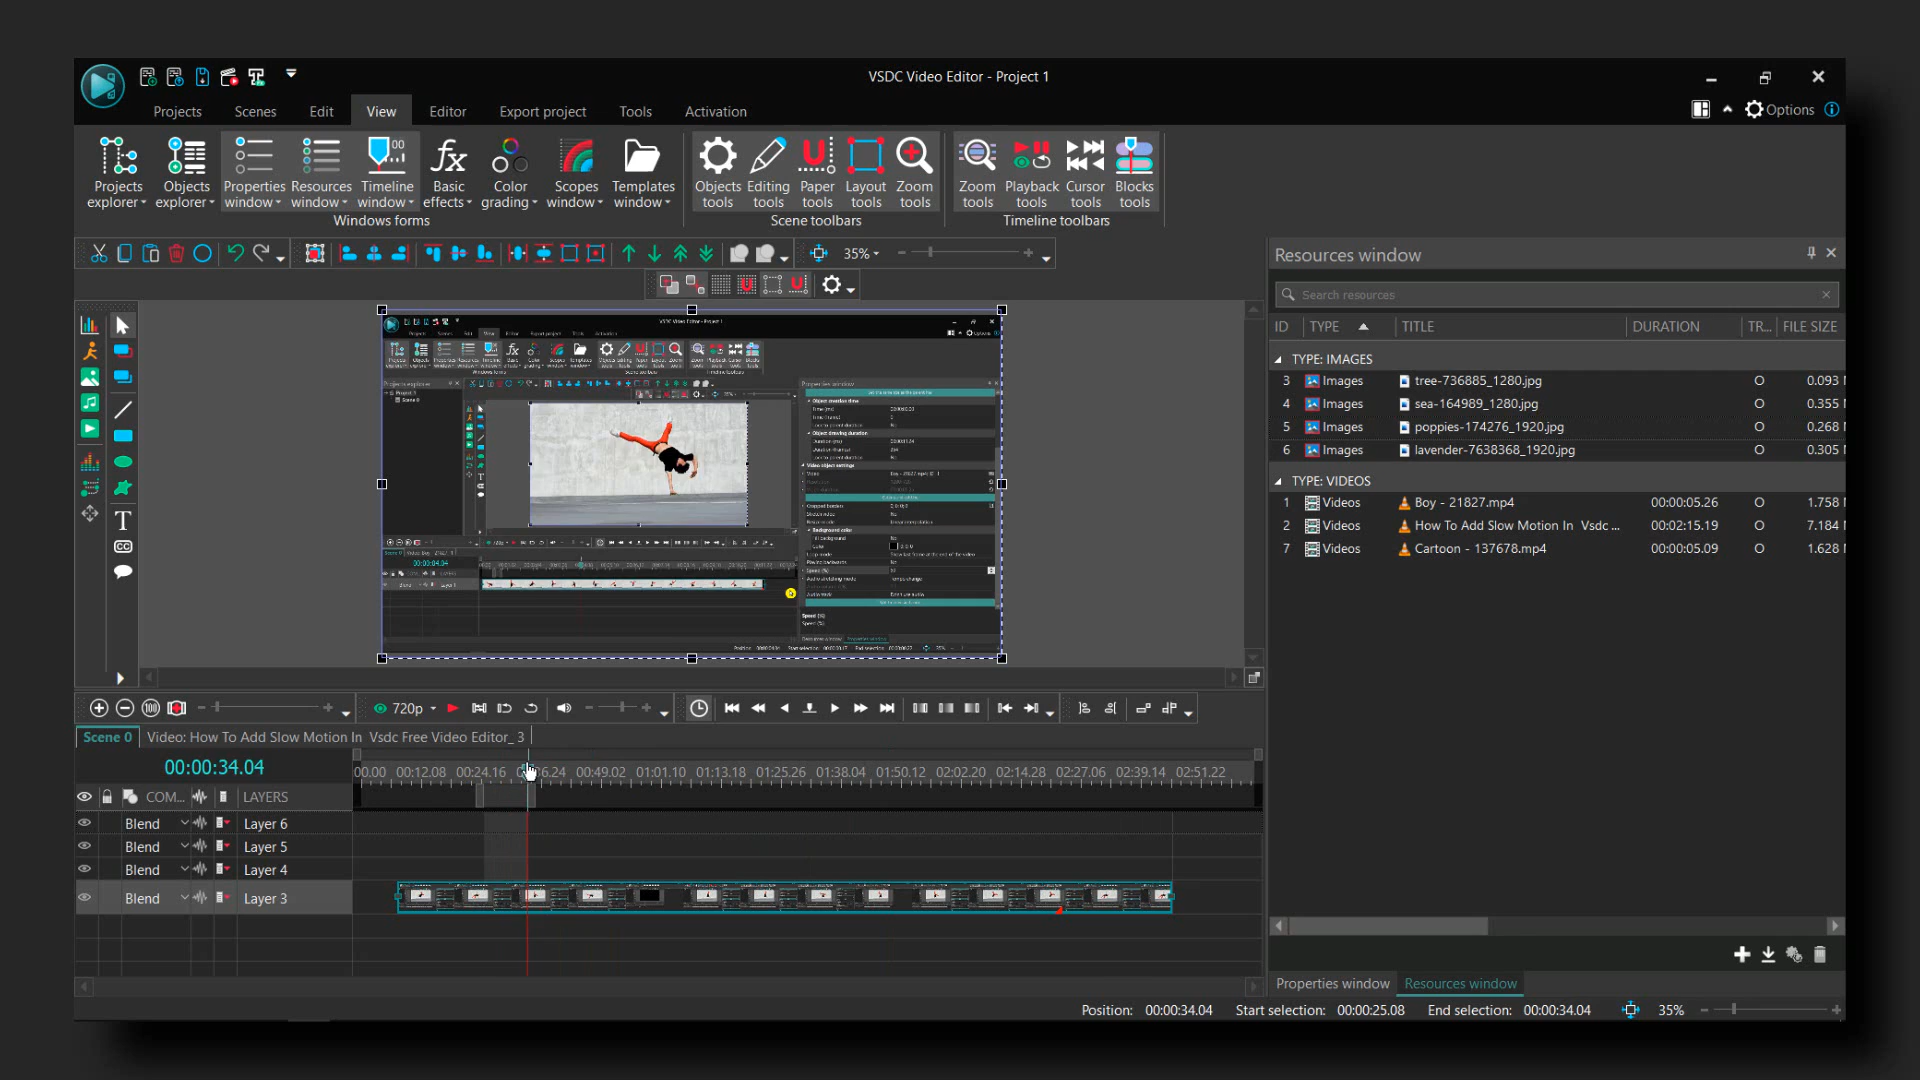 VSDC Video Editor - Project 1
Projects Scenes Edit View Editor Export project Tools Activation
Options
Projects explorer
Objects explorer
Properties window
Resources window
Timeline window
Basic effects
Color grading
Scopes window
Templates window
Objects tools
Editing tools
Paper tools
Layout tools
Zoom tools
Zoom tools
Playback tools
Cursor tools
Blocks tools
Windows forms
Scene toolbars
Timeline toolbars
35%
Resources window
Search resources
ID TYPE TITLE DURATION TR... FILE SIZE
TYPE: IMAGES
3 Images tree-736885_1280.jpg O 0.093
4 Images sea-164989_1280.jpg O 0.355
5 Images poppies-174276_1920.jpg O 0.268
6 Images lavender-7638368_1920.jpg O 0.305
TYPE: VIDEOS
1 Videos Boy - 21827.mp4 00:00:05.26 O 1.758
2 Videos How To Add Slow Motion In Vsdc ... 00:02:15.19 O 7.184
7 Videos Cartoon - 137678.mp4 00:00:05.09 O 1.628
VSDC Video Editor - Project 1
Properties window
T
CC
720p
Scene 0 Video: How To Add Slow Motion In Vsdc Free Video Editor_3
00:00:34.04
00:00 00:12.08 00:24.16 6.24 00:49.02 01:01.10 01:13.18 01:25.26 01:38.04 01:50.12 02:02.20 02:14.28 02:27.06 02:39.14 02:51.22
COM... LAYERS
Blend Layer 6
Blend Layer 5
Blend Layer 4
Blend Layer 3
Properties window Resources window
Position: 00:00:34.04 Start selection: 00:00:25.08 End selection: 00:00:34.04 35%